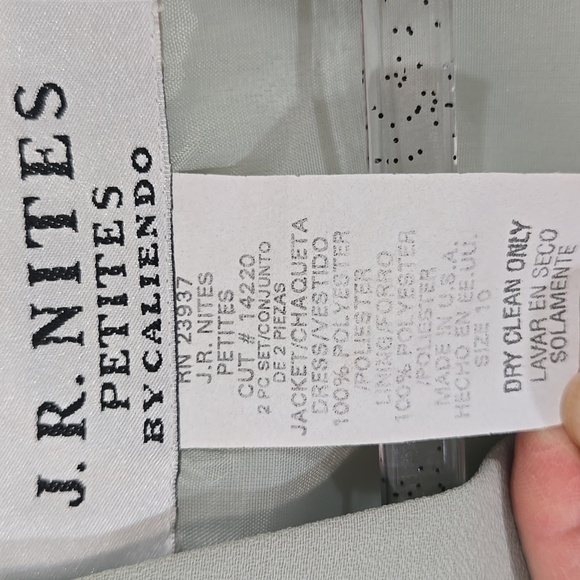 J. R. NITES
PETITES
BY CALIENDO
RN 23937
J.R. NITES
PETITES
CUT # 14220
2 PC SET/CONJUNTO
DE 2 PIEZAS
JACKET/CHAQUETA
DRESS/VESTIDO
100% POLYESTER
/POLIESTER
LINING/FORRO
100% POLYESTER
/POLIESTER
MADE IN U.S.A.
HECHO EN EE.UU.
SIZE 10
DRY CLEAN ONLY
LAVAR EN SECO
SOLAMENTE